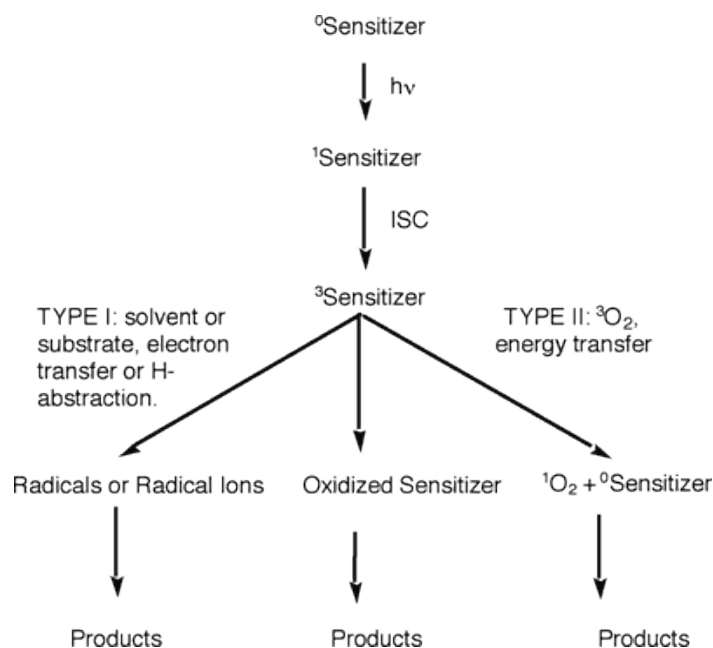 ⁰Sensitizer
hν
¹Sensitizer
ISC
³Sensitizer
TYPE I: solvent or
substrate, electron
transfer or H-
abstraction.
TYPE II: ³O₂,
energy transfer
Radicals or Radical Ions
Oxidized Sensitizer
¹O₂ + ⁰Sensitizer
Products
Products
Products